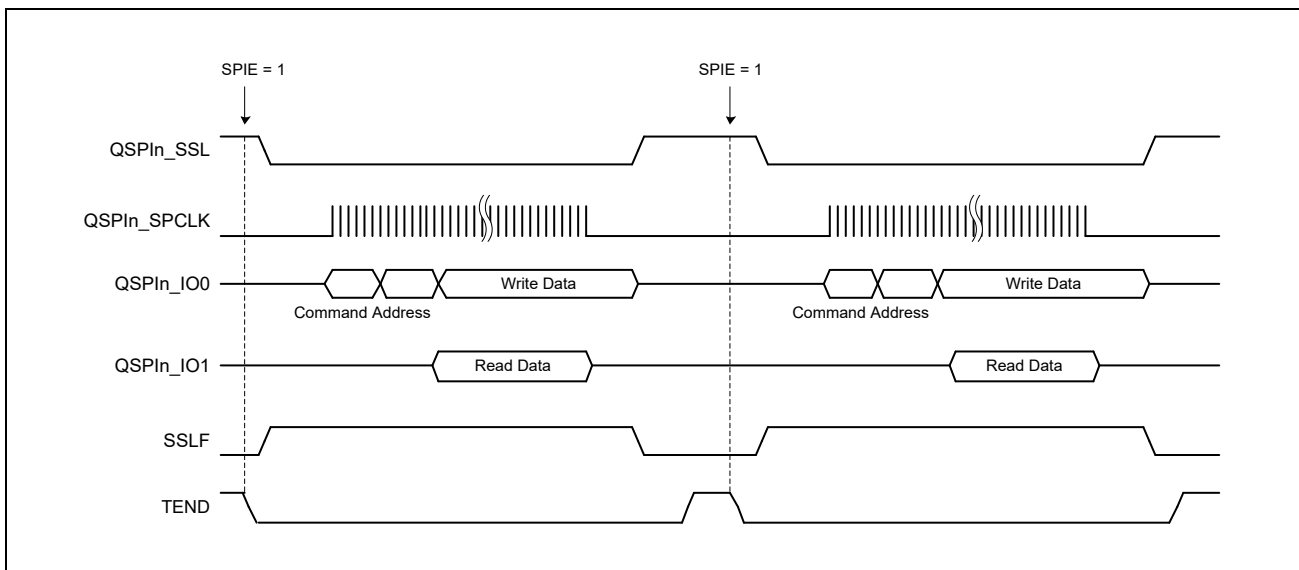 SPIE = 1 SPIE = 1
QSPIn_SSL
QSPIn_SPCLK
QSPIn_IO0 Write Data Write Data
Command Address Command Address
QSPIn_IO1 Read Data Read Data
SSLF
TEND